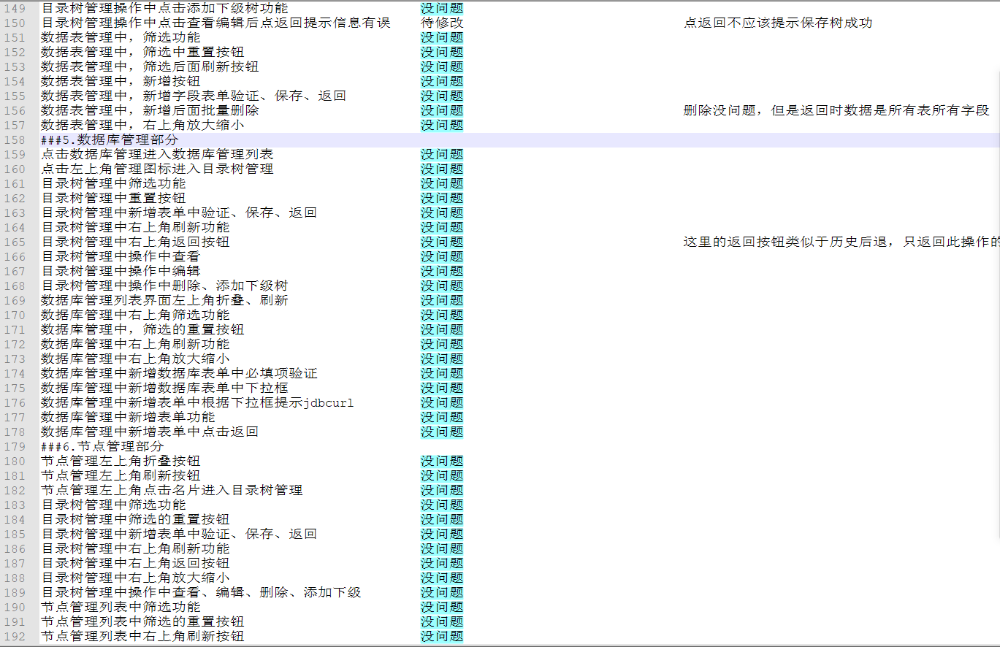 149 目录树管理操作中点击添加下级树功能 没问题
150 目录树管理操作中点击查看编辑后点返回提示信息有误 待修改 点返回不应该提示保存树成功
151 数据表管理中，筛选功能 没问题
152 数据表管理中，筛选中重置按钮 没问题
153 数据表管理中，筛选后面刷新按钮 没问题
154 数据表管理中，新增按钮 没问题
155 数据表管理中，新增字段表单验证、保存、返回 没问题
156 数据表管理中，新增后面批量删除 没问题 删除没问题，但是返回时数据是所有表所有字段
157 数据表管理中，右上角放大缩小 没问题
158 ###5.数据库管理部分
159 点击数据库管理进入数据库管理列表 没问题
160 点击左上角管理图标进入目录树管理 没问题
161 目录树管理中筛选功能 没问题
162 目录树管理中重置按钮 没问题
163 目录树管理中新增表单中验证、保存、返回 没问题
164 目录树管理中右上角刷新功能 没问题
165 目录树管理中右上角返回按钮 没问题 这里的返回按钮类似于历史后退，只返回此操作的
166 目录树管理中操作中查看 没问题
167 目录树管理中操作中编辑 没问题
168 目录树管理中操作中删除、添加下级树 没问题
169 数据库管理列表界面左上角折叠、刷新 没问题
170 数据库管理中右上角筛选功能 没问题
171 数据库管理中，筛选的重置按钮 没问题
172 数据库管理中右上角刷新功能 没问题
173 数据库管理中右上角放大缩小 没问题
174 数据库管理中新增数据库表单中必填项验证 没问题
175 数据库管理中新增数据库表单中下拉框 没问题
176 数据库管理中新增表单中根据下拉框提示jdbcurl 没问题
177 数据库管理中新增表单功能 没问题
178 数据库管理中新增表单中点击返回 没问题
179 ###6.节点管理部分
180 节点管理左上角折叠按钮 没问题
181 节点管理左上角刷新按钮 没问题
182 节点管理左上角点击名片进入目录树管理 没问题
183 目录树管理中筛选功能 没问题
184 目录树管理中筛选的重置按钮 没问题
185 目录树管理中新增表单中验证、保存、返回 没问题
186 目录树管理中右上角刷新功能 没问题
187 目录树管理中右上角返回按钮 没问题
188 目录树管理中右上角放大缩小 没问题
189 目录树管理中操作中查看、编辑、删除、添加下级 没问题
190 节点管理列表中筛选功能 没问题
191 节点管理列表中筛选的重置按钮 没问题
192 节点管理列表中右上角刷新按钮 没问题